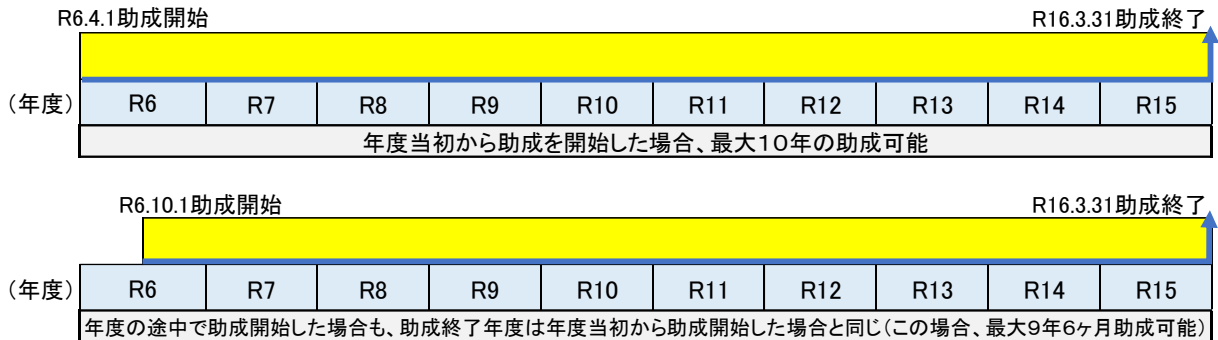 R6.4.1助成開始 R16.3.31助成終了
（年度） R6 R7 R8 R9 R10 R11 R12 R13 R14 R15
年度当初から助成を開始した場合、最大１０年の助成可能
R6.10.1助成開始 R16.3.31助成終了
（年度） R6 R7 R8 R9 R10 R11 R12 R13 R14 R15
年度の途中で助成開始した場合も、助成終了年度は年度当初から助成開始した場合と同じ（この場合、最大９年６ヶ月助成可能）